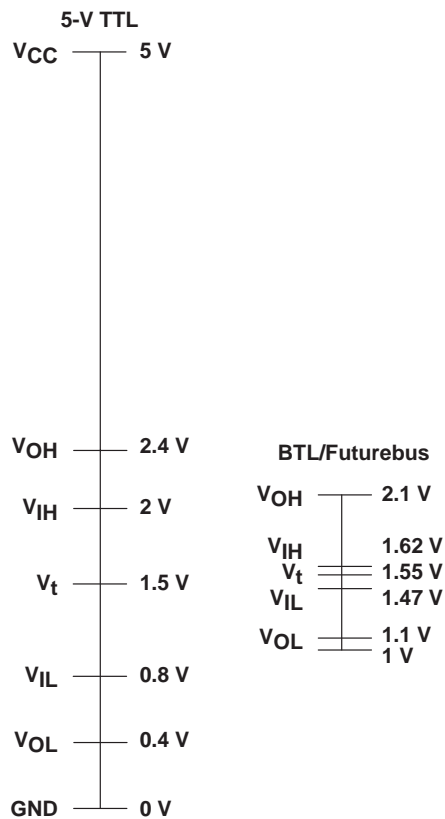 5-V TTL
VCC 5 V
VOH 2.4 V
VIH 2 V
Vt 1.5 V
VIL 0.8 V
VOL 0.4 V
GND 0 V
BTL/Futurebus
VOH 2.1 V
VIH 1.62 V
Vt 1.55 V
VIL 1.47 V
VOL 1.1 V
1 V